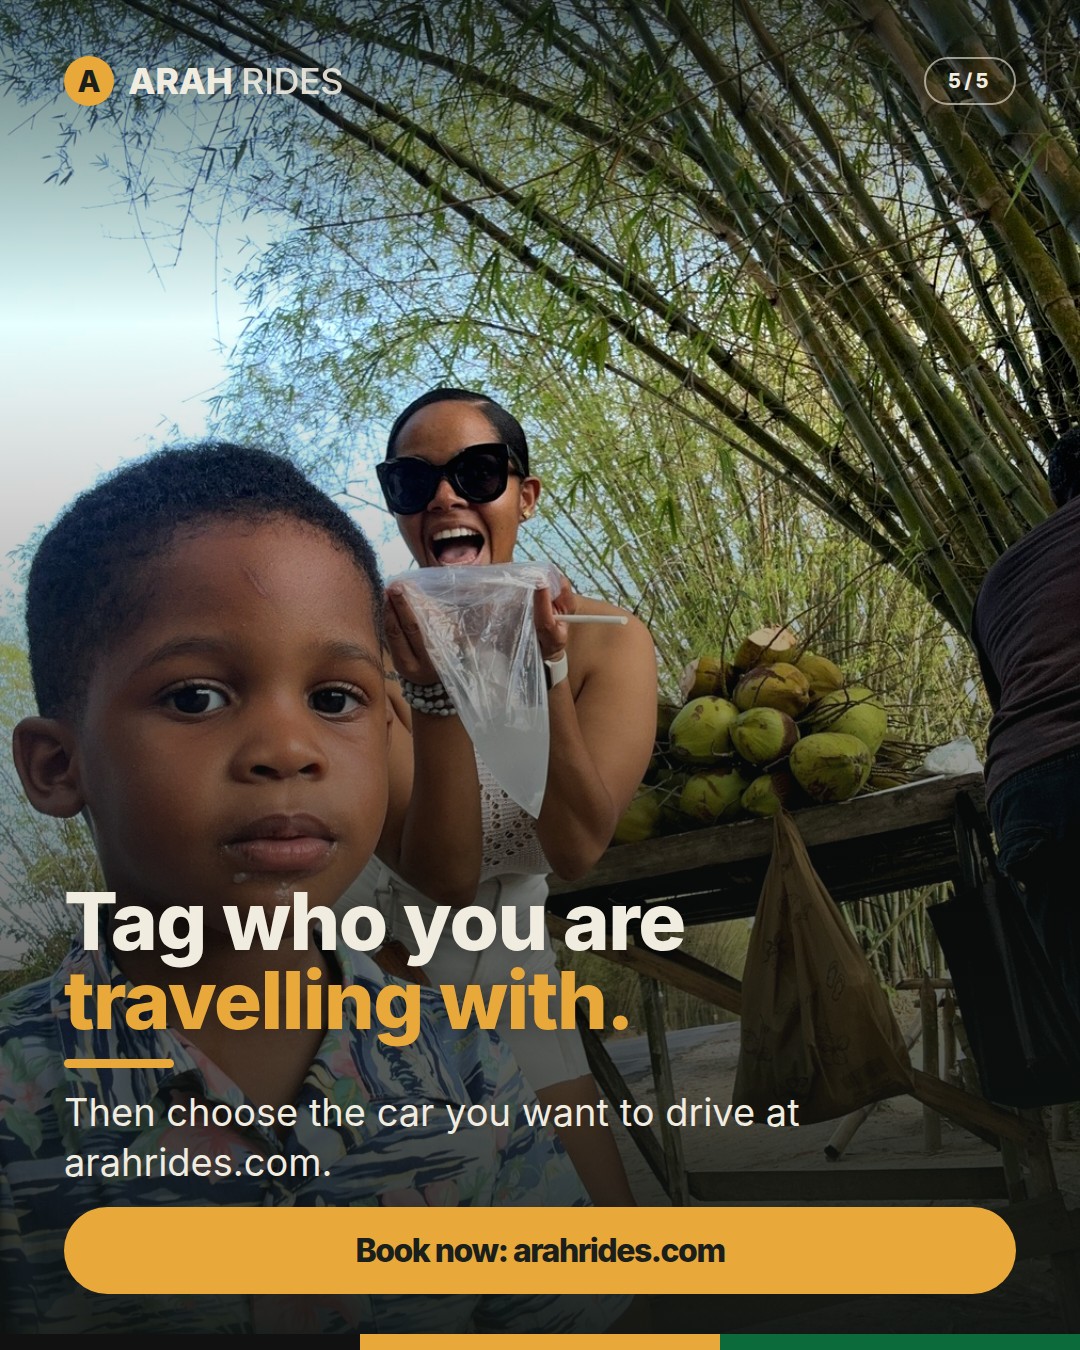 A ARAH RIDES
5/5
Tag who you are
travelling with.
Then choose the car you want to drive at
arahrides.com.
Book now: arahrides.com